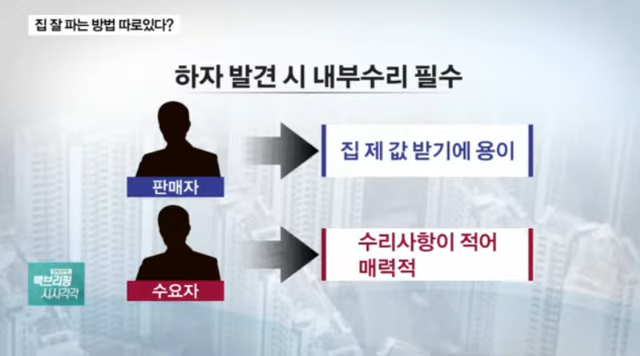 집 잘 파는 방법 따로있다?
하자 발견 시 내부수리 필수
판매자
집 제 값 받기에 용이
수요자
수리사항이 적어
매력적
백브리핑
시시각각